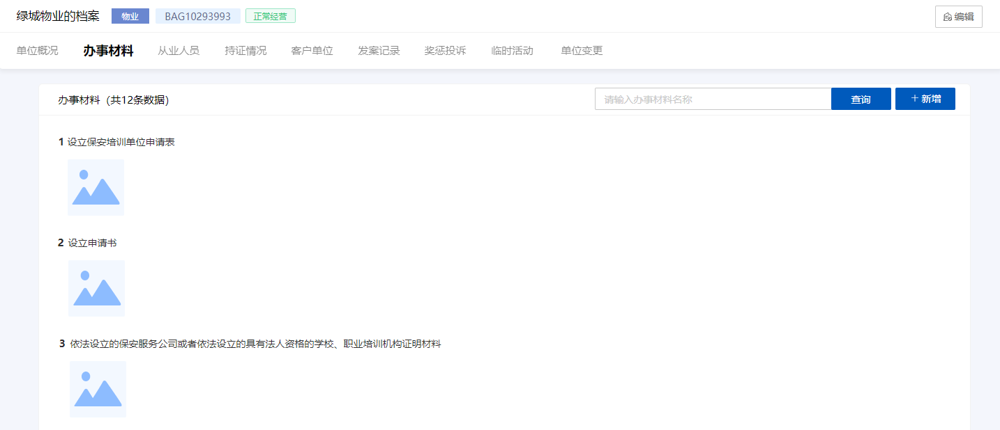 绿城物业的档案 物业 BAG10293993 正常经营 编辑
单位概况 办事材料 从业人员 持证情况 客户单位 发案记录 奖惩投诉 临时活动 单位变更
办事材料（共12条数据） 请输入办事材料名称 查询 + 新增
1 设立保安培训单位申请表
2 设立申请书
3 依法设立的保安服务公司或者依法设立的具有法人资格的学校、职业培训机构证明材料